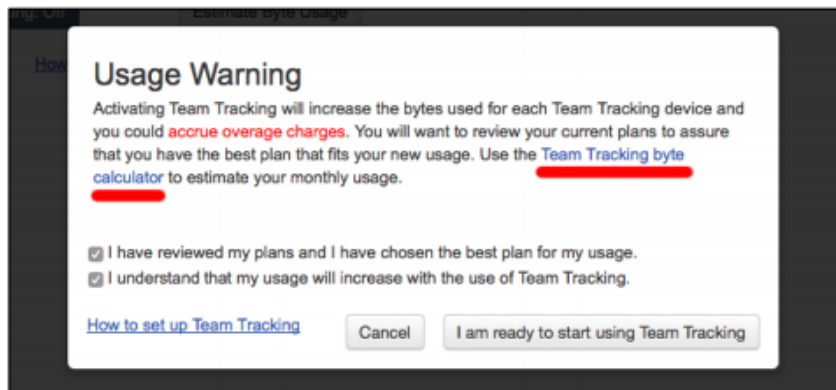 ng: Off
Estimate Byte Usage
How
Usage Warning
Activating Team Tracking will increase the bytes used for each Team Tracking device and
you could accrue overage charges. You will want to review your current plans to assure
that you have the best plan that fits your new usage. Use the Team Tracking byte
calculator to estimate your monthly usage.
I have reviewed my plans and I have chosen the best plan for my usage.
I understand that my usage will increase with the use of Team Tracking.
How to set up Team Tracking
Cancel
I am ready to start using Team Tracking